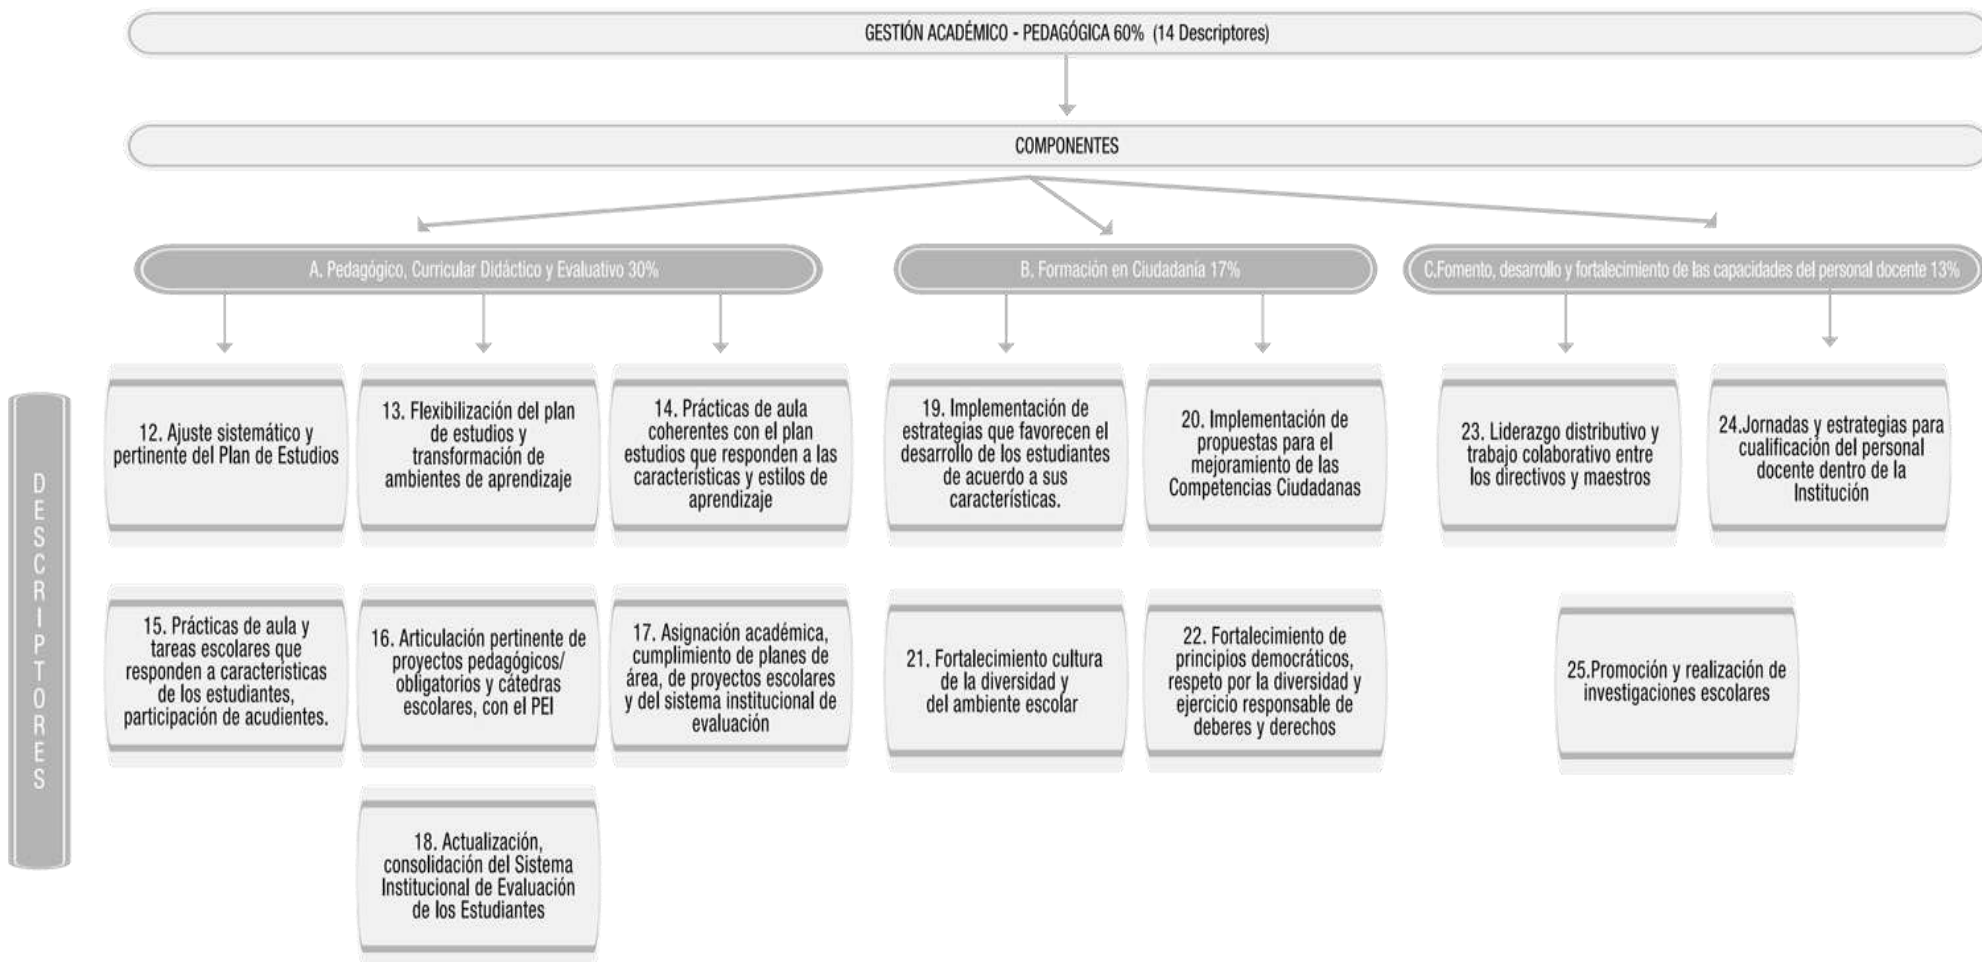 GESTIÓN ACADÉMICO - PEDAGÓGICA 60% (14 Descriptores)
COMPONENTES
A. Pedagógico, Curricular Didáctico y Evaluativo 30%
B. Formación en Ciudadanía 17%
C.Fomento, desarrollo y fortalecimiento de las capacidades del personal docente 13%
DESCRIPTORES
12. Ajuste sistemático y
pertinente del Plan de Estudios
13. Flexibilización del plan
de estudios y
transformación de
ambientes de aprendizaje
14. Prácticas de aula
coherentes con el plan
estudios que responden a las
características y estilos de
aprendizaje
19. Implementación de
estrategias que favorecen el
desarrollo de los estudiantes
de acuerdo a sus
características.
20. Implementación de
propuestas para el
mejoramiento de las
Competencias Ciudadanas
23. Liderazgo distributivo y
trabajo colaborativo entre
los directivos y maestros
24.Jornadas y estrategias para
cualificación del personal
docente dentro de la
Institución
15. Prácticas de aula y
tareas escolares que
responden a características
de los estudiantes,
participación de acudientes.
16. Articulación pertinente de
proyectos pedagógicos/
obligatorios y cátedras
escolares, con el PEI
17. Asignación académica,
cumplimiento de planes de
área, de proyectos escolares
y del sistema institucional de
evaluación
21. Fortalecimiento cultura
de la diversidad y
del ambiente escolar
22. Fortalecimiento de
principios democráticos,
respeto por la diversidad y
ejercicio responsable de
deberes y derechos
25.Promoción y realización de
investigaciones escolares
18. Actualización,
consolidación del Sistema
Institucional de Evaluación
de los Estudiantes